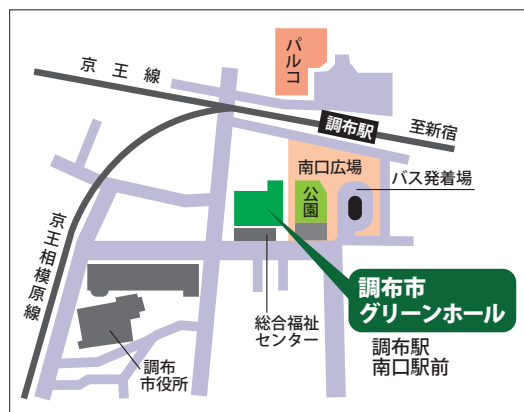 パルコ
京王線
調布駅
至新宿
南口広場
バス発着場
公園
京王相模原線
調布市
グリーンホール
総合福祉
センター
調布駅
南口駅前
調布
市役所